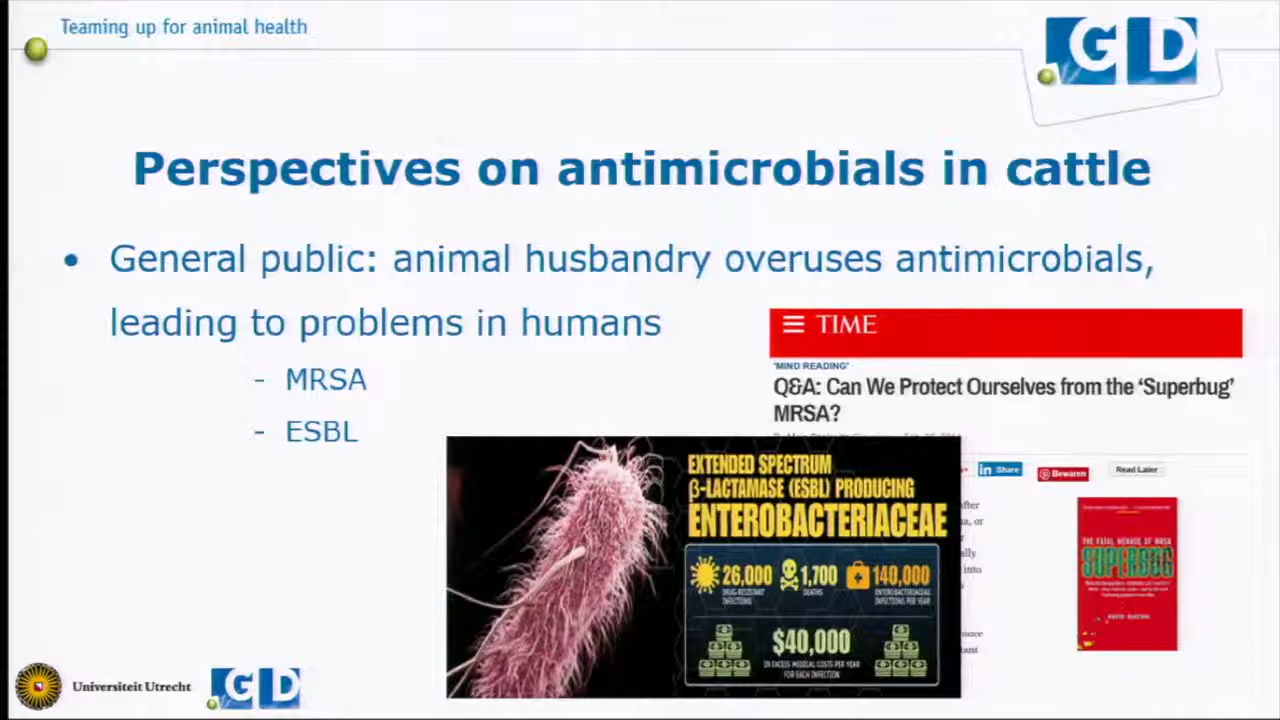 Teaming up for animal health
GD
Perspectives on antimicrobials in cattle
• General public: animal husbandry overuses antimicrobials,
leading to problems in humans
- MRSA
- ESBL
TIME
'MIND READING'
Q&A: Can We Protect Ourselves from the 'Superbug'
MRSA?
Share
Bewaren
Read Later
EXTENDED SPECTRUM
β-LACTAMASE (ESBL) PRODUCING
ENTEROBACTERIACEAE
26,000
DRUG-RESISTANT
INFECTIONS
1,700
DEATHS
140,000
ENTEROBACTERIACEAE
INFECTIONS PER YEAR
$40,000
IN EXCESS MEDICAL COSTS PER YEAR
FOR EACH INFECTION
THE FATAL MENACE OF MRSA
SUPERBUG
Universiteit Utrecht
GD